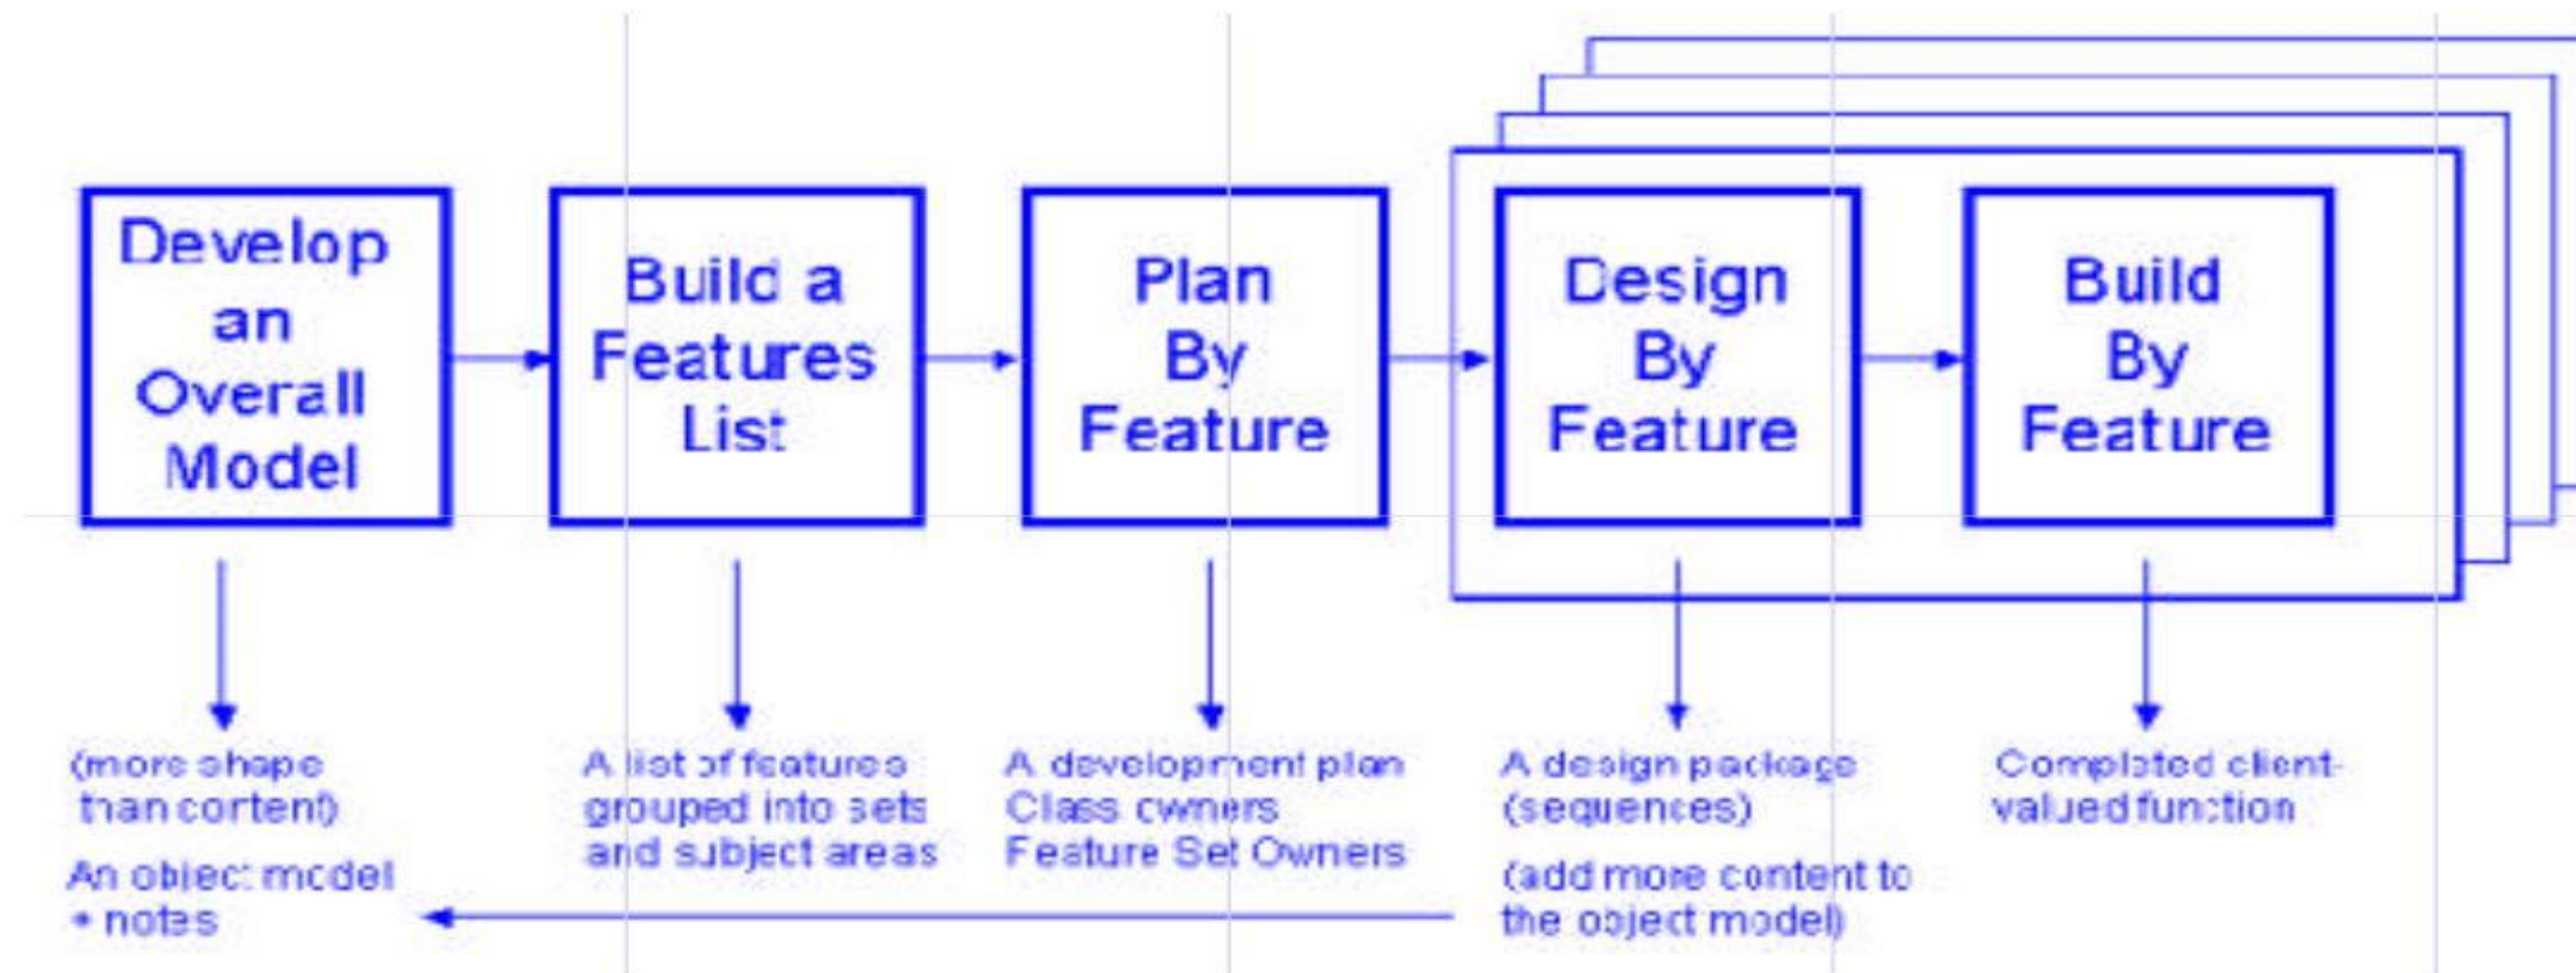 Develop
an
Overall
Model
Build a
Features
List
Plan
By
Feature
Design
By
Feature
Build
By
Feature
(more shape
than content)
An object model
+ notes
A list of features
grouped into sets
and subject areas
A development plan
Class owners
Feature Set Owners
A design package
(sequences)
(add more content to
the object model)
Completed client-
valued function